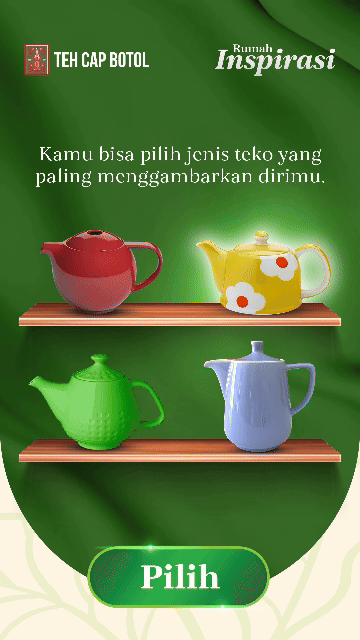 TEH CAP BOTOL
Rumah
Inspirasi
Kamu bisa pilih jenis teko yang
paling menggambarkan dirimu.
Pilih